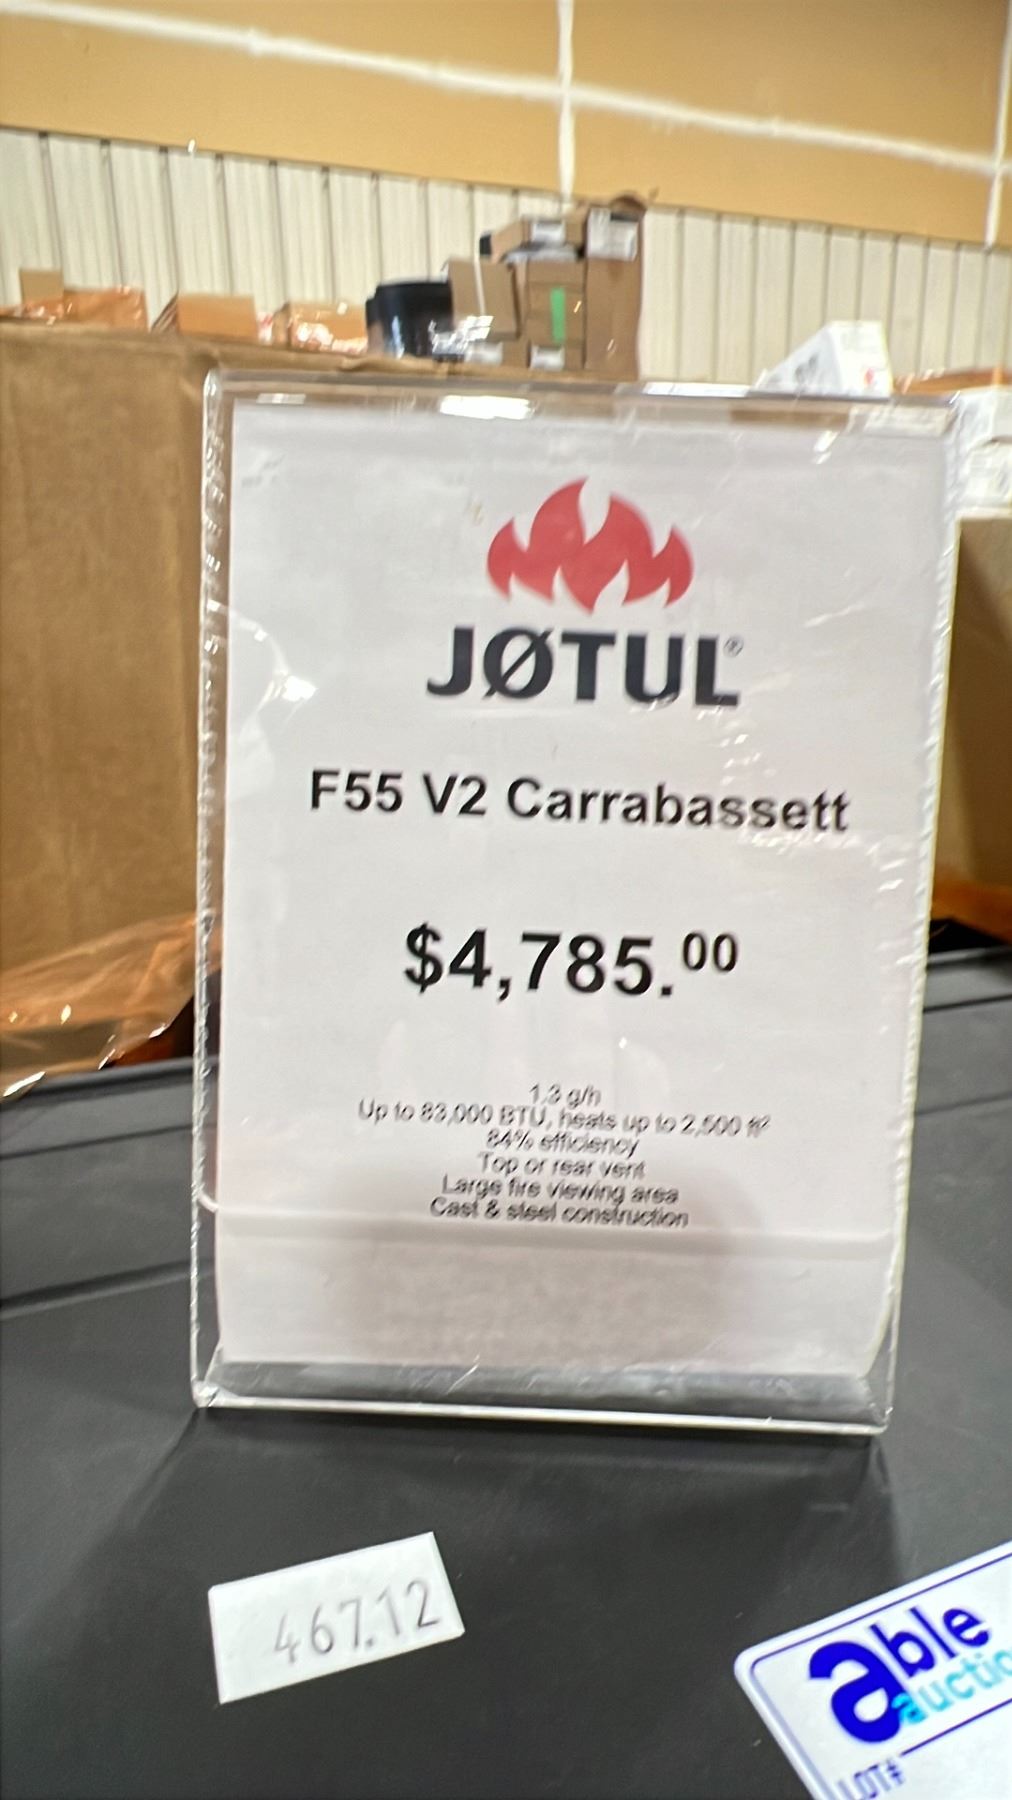 JØTUL®
F55 V2 Carrabassett
$4,785.00
1.3 g/h
Up to 83,000 BTU, heats up to 2,500 ft²
84% efficiency
Top or rear vent
Large fire viewing area
Cast & steel construction
467.12
able
auctio
LOT#